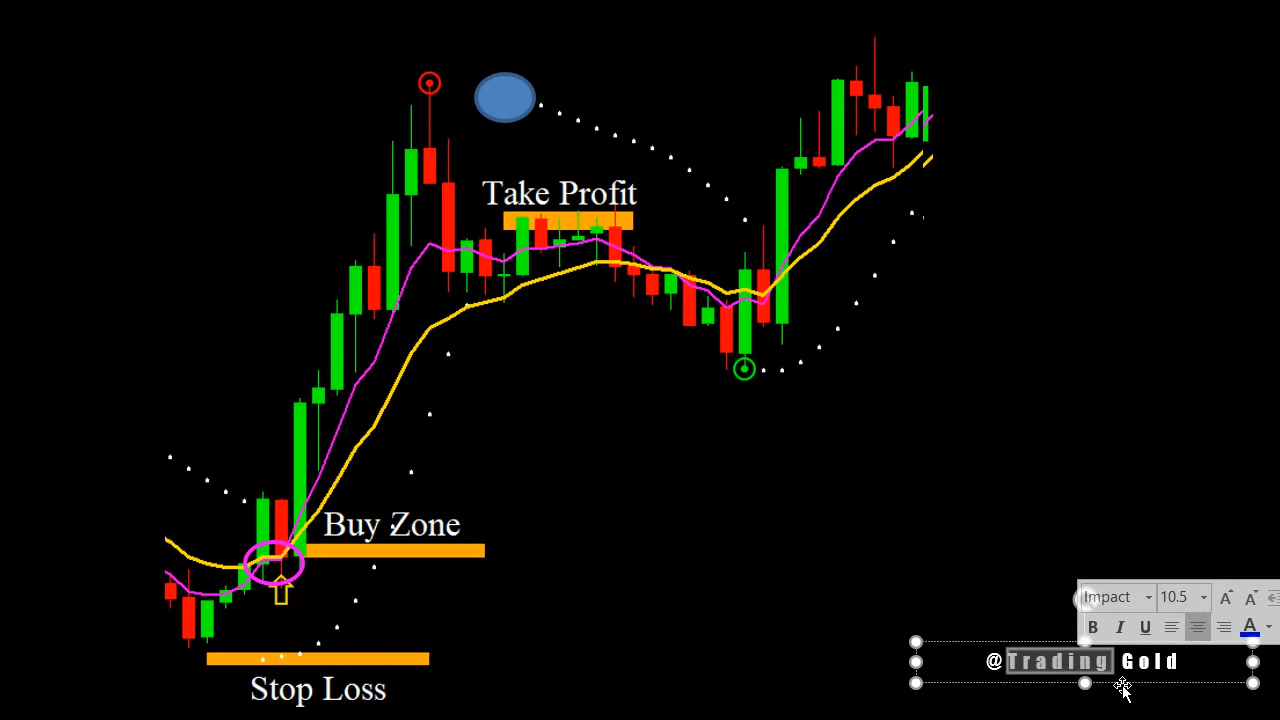 Take Profit
Buy Zone
Stop Loss
Impact 10.5
B I U A
@Trading Gold